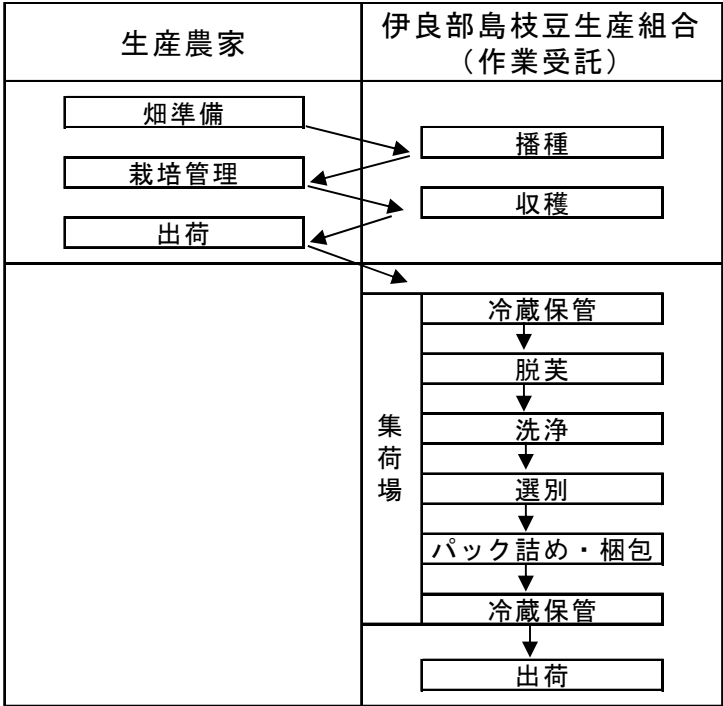 生産農家
伊良部島枝豆生産組合
（作業受託）
畑準備
播種
栽培管理
収穫
出荷
冷蔵保管
脱芙
洗浄
集荷場
選別
パック詰め・梱包
冷蔵保管
出荷